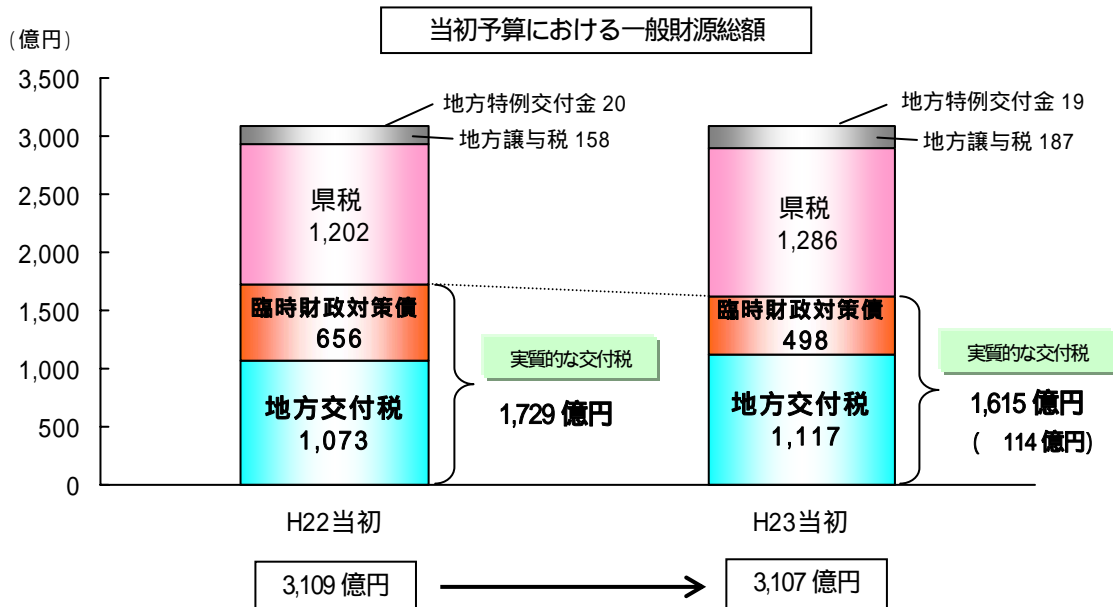 当初予算における一般財源総額
(億円)
3,500
3,000
2,500
2,000
1,500
1,000
500
0
地方特例交付金 20
地方譲与税 158
県税
1,202
臨時財政対策債
656
地方交付税
1,073
実質的な交付税
1,729 億円
地方特例交付金 19
地方譲与税 187
県税
1,286
臨時財政対策債
498
地方交付税
1,117
実質的な交付税
1,615 億円
( 114 億円)
H22当初
H23当初
3,109 億円
3,107 億円